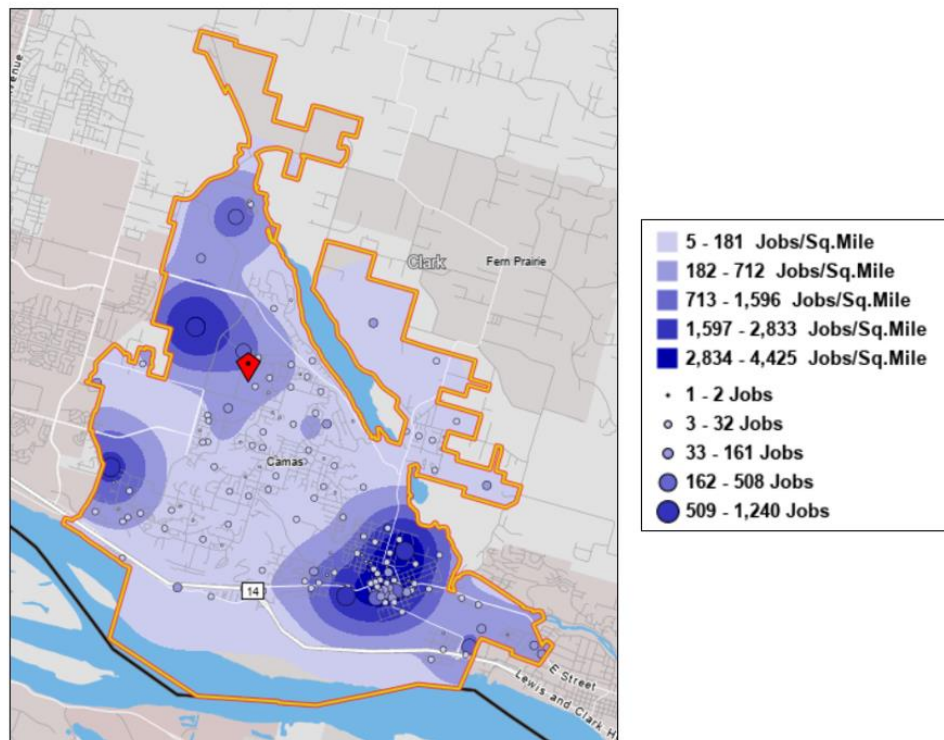 venue
Clark
Fern Prairie
Camas
14
E Street
Lewis and Clark H
5 - 181 Jobs/Sq.Mile
182 - 712 Jobs/Sq.Mile
713 - 1,596 Jobs/Sq.Mile
1,597 - 2,833 Jobs/Sq.Mile
2,834 - 4,425 Jobs/Sq.Mile
1 - 2 Jobs
3 - 32 Jobs
33 - 161 Jobs
162 - 508 Jobs
509 - 1,240 Jobs